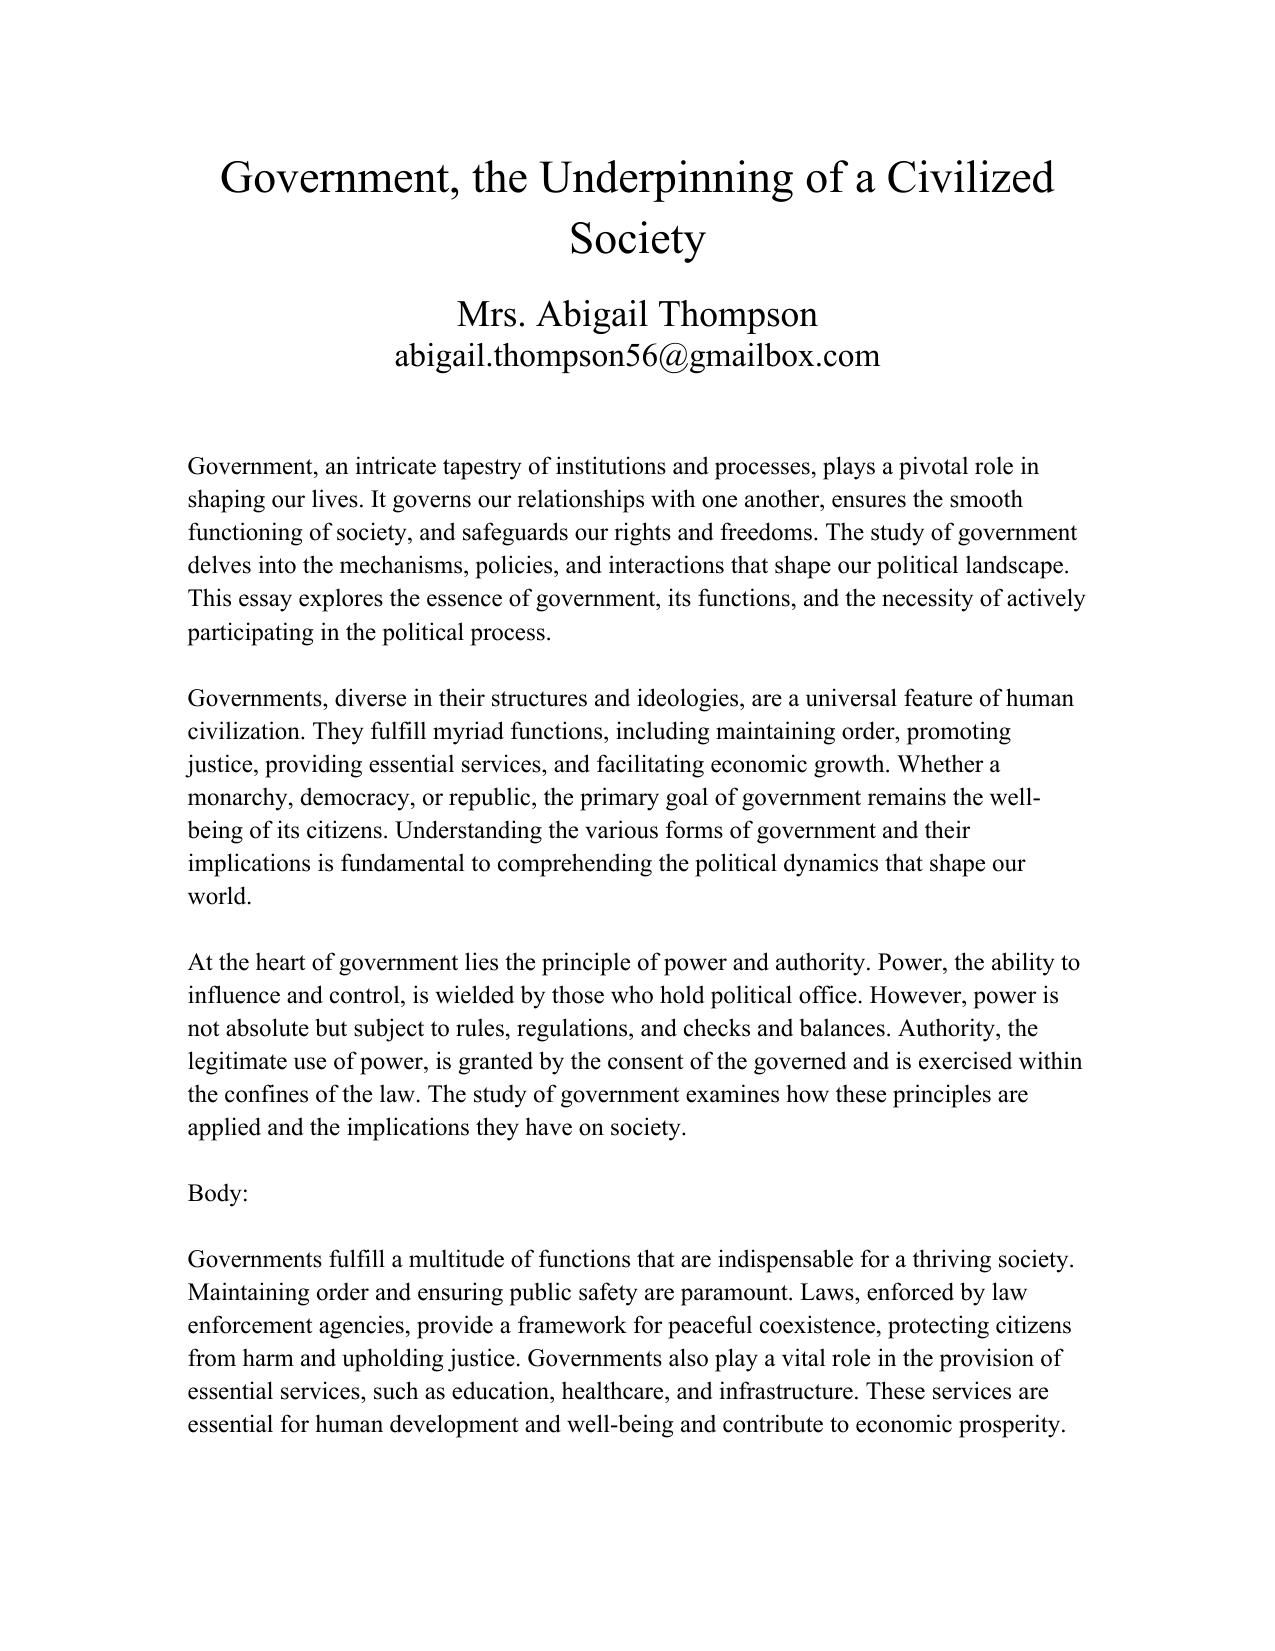 Government, the Underpinning of a Civilized
Society
Mrs. Abigail Thompson
abigail.thompson56@gmailbox.com
Government, an intricate tapestry of institutions and processes, plays a pivotal role in
shaping our lives. It governs our relationships with one another, ensures the smooth
functioning of society, and safeguards our rights and freedoms. The study of government
delves into the mechanisms, policies, and interactions that shape our political landscape.
This essay explores the essence of government, its functions, and the necessity of actively
participating in the political process.
Governments, diverse in their structures and ideologies, are a universal feature of human
civilization. They fulfill myriad functions, including maintaining order, promoting
justice, providing essential services, and facilitating economic growth. Whether a
monarchy, democracy, or republic, the primary goal of government remains the well-
being of its citizens. Understanding the various forms of government and their
implications is fundamental to comprehending the political dynamics that shape our
world.
At the heart of government lies the principle of power and authority. Power, the ability to
influence and control, is wielded by those who hold political office. However, power is
not absolute but subject to rules, regulations, and checks and balances. Authority, the
legitimate use of power, is granted by the consent of the governed and is exercised within
the confines of the law. The study of government examines how these principles are
applied and the implications they have on society.
Body:
Governments fulfill a multitude of functions that are indispensable for a thriving society.
Maintaining order and ensuring public safety are paramount. Laws, enforced by law
enforcement agencies, provide a framework for peaceful coexistence, protecting citizens
from harm and upholding justice. Governments also play a vital role in the provision of
essential services, such as education, healthcare, and infrastructure. These services are
essential for human development and well-being and contribute to economic prosperity.